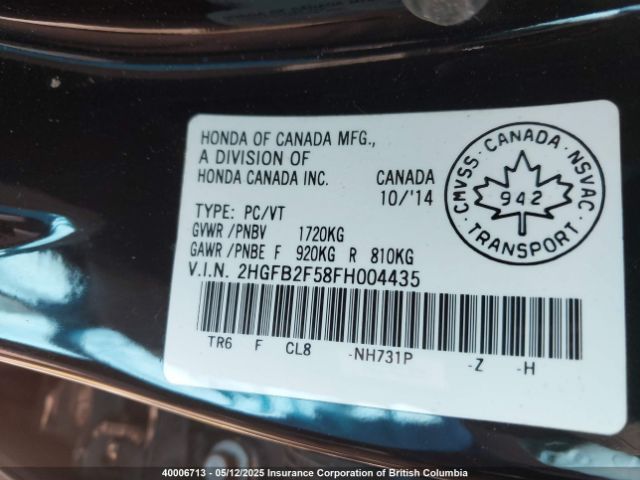 HONDA OF CANADA MFG.,
A DIVISION OF
HONDA CANADA INC. CANADA
10/'14
TYPE: PC/VT
GVWR /PNBV 1720KG
GAWR /PNBE F 920KG R 810KG
V.I.N. 2HGFB2F58FH004435
TR6 F CL8 -NH731P -Z -H
CMVSS · CANADA · NSVAC
942
TRANSPORT
40006713 - 05/12/2025 Insurance Corporation of British Columbia